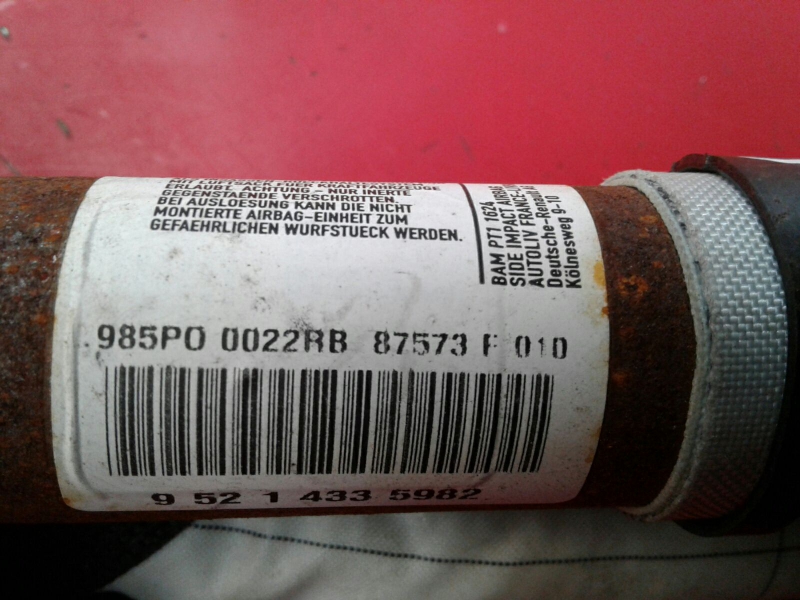 ERLAUBT- ACHTUNG - NUR INERTE
GEGENSTAENDE VERSCHROTTEN.
BEI AUSLOESUNG KANN DIE NICHT
MONTIERTE AIRBAG-EINHEIT ZUM
GEFAEHRLICHEN WURFSTUECK WERDEN.
BAM PT1 1624
SIDE IMPACT AIRBAG
AUTOLIV FRANCE
Deutsche-Renault
Kölnesweg 9-10
985PO 0022RB 87573 F 010
9 52 1 433 5982